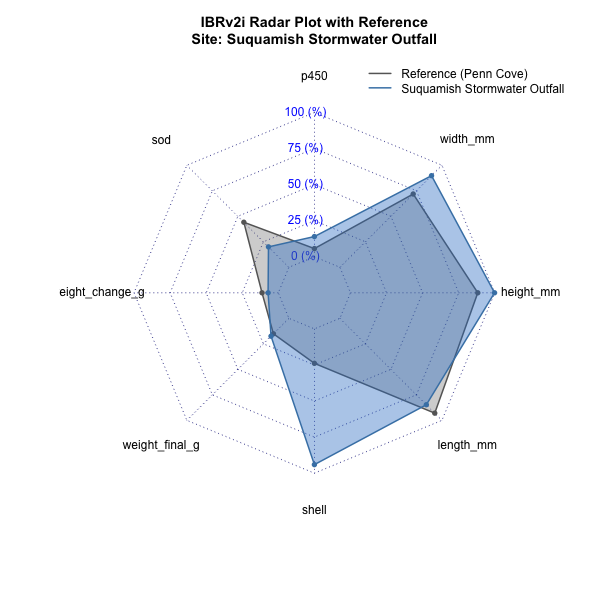 IBRv2i Radar Plot with Reference
Site: Suquamish Stormwater Outfall
p450
Reference (Penn Cove)
Suquamish Stormwater Outfall
100 (%)
sod
width_mm
75 (%)
50 (%)
25 (%)
0 (%)
eight_change_g
height_mm
weight_final_g
length_mm
shell